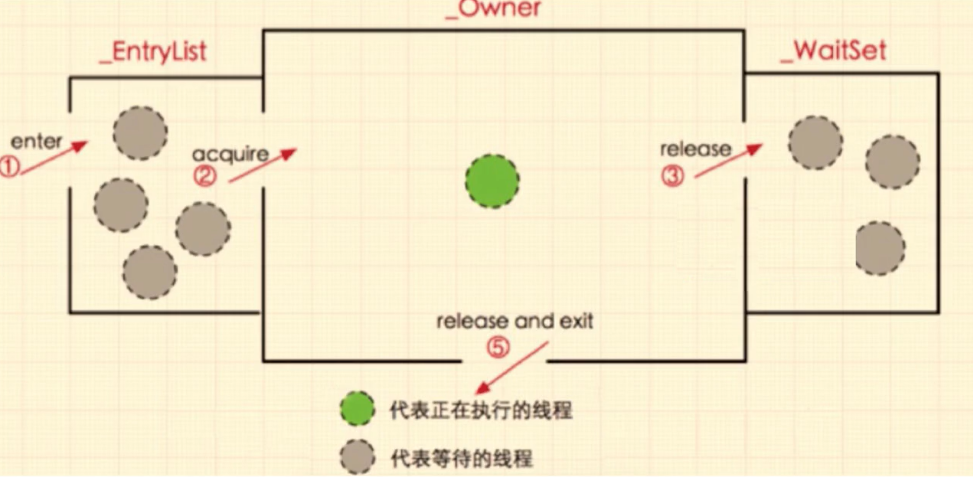 _Owner
_EntryList
_WaitSet
enter
①
acquire
②
release
③
release and exit
⑤
代表正在执行的线程
代表等待的线程